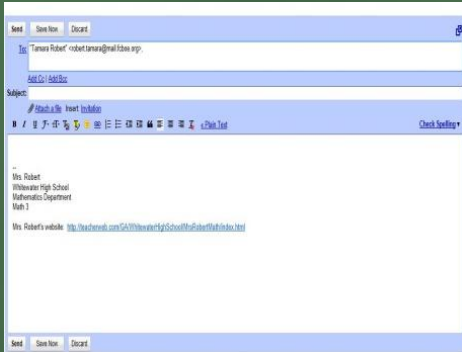 Send Save Now Discard
To: "Tamara Robert" <robert.tamara@mail.fcboe.org>,
Add Cc | Add Bcc
Subject:
Attach a file Insert: Invitation
« Plain Text Check Spelling ▼
--
Mrs. Robert
Whitewater High School
Mathematics Department
Math 3
Mrs. Robert's website: http://teacherweb.com/GA/WhitewaterHighSchool/MrsRobertMath/index.html
Send Save Now Discard